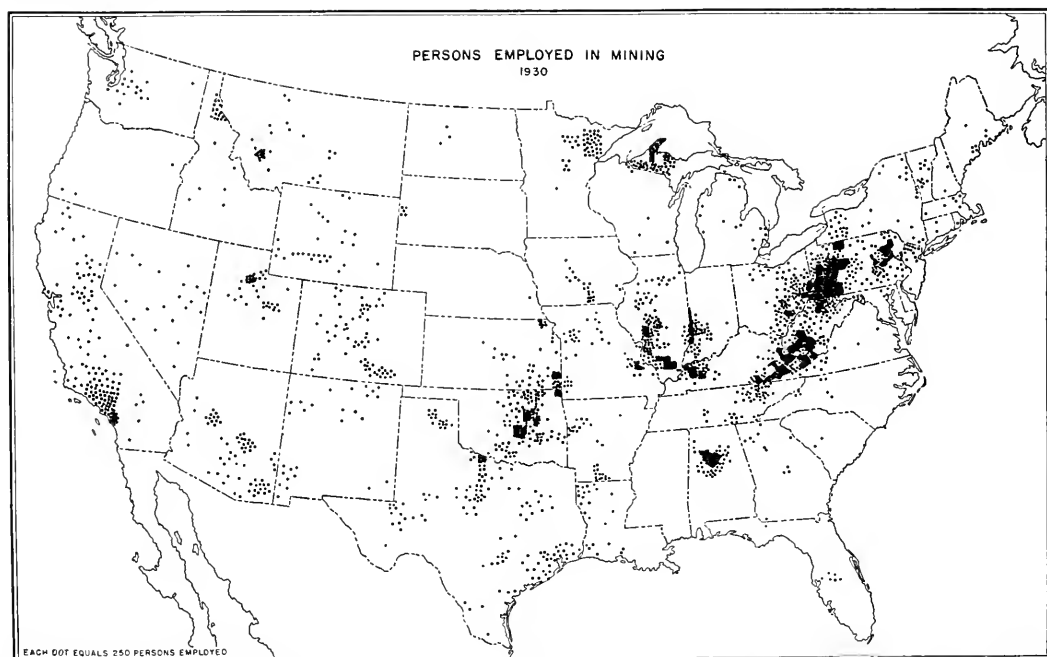 PERSONS EMPLOYED IN MINING
1930
EACH DOT EQUALS 250 PERSONS EMPLOYED